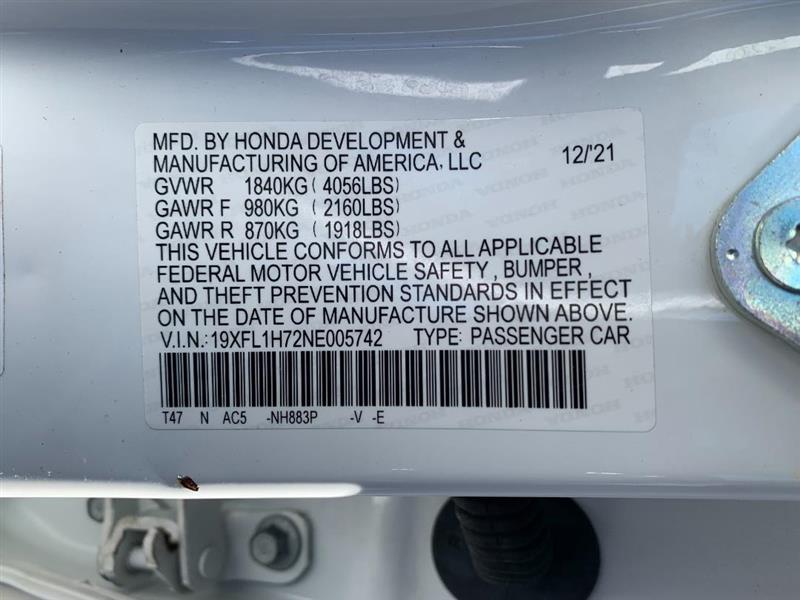 MFD. BY HONDA DEVELOPMENT &
MANUFACTURING OF AMERICA, LLC 12/'21
GVWR 1840KG ( 4056LBS)
GAWR F 980KG ( 2160LBS)
GAWR R 870KG ( 1918LBS)
THIS VEHICLE CONFORMS TO ALL APPLICABLE
FEDERAL MOTOR VEHICLE SAFETY , BUMPER ,
AND THEFT PREVENTION STANDARDS IN EFFECT
ON THE DATE OF MANUFACTURE SHOWN ABOVE.
V.I.N.: 19XFL1H72NE005742 TYPE: PASSENGER CAR
T47 N AC5 -NH883P -V -E